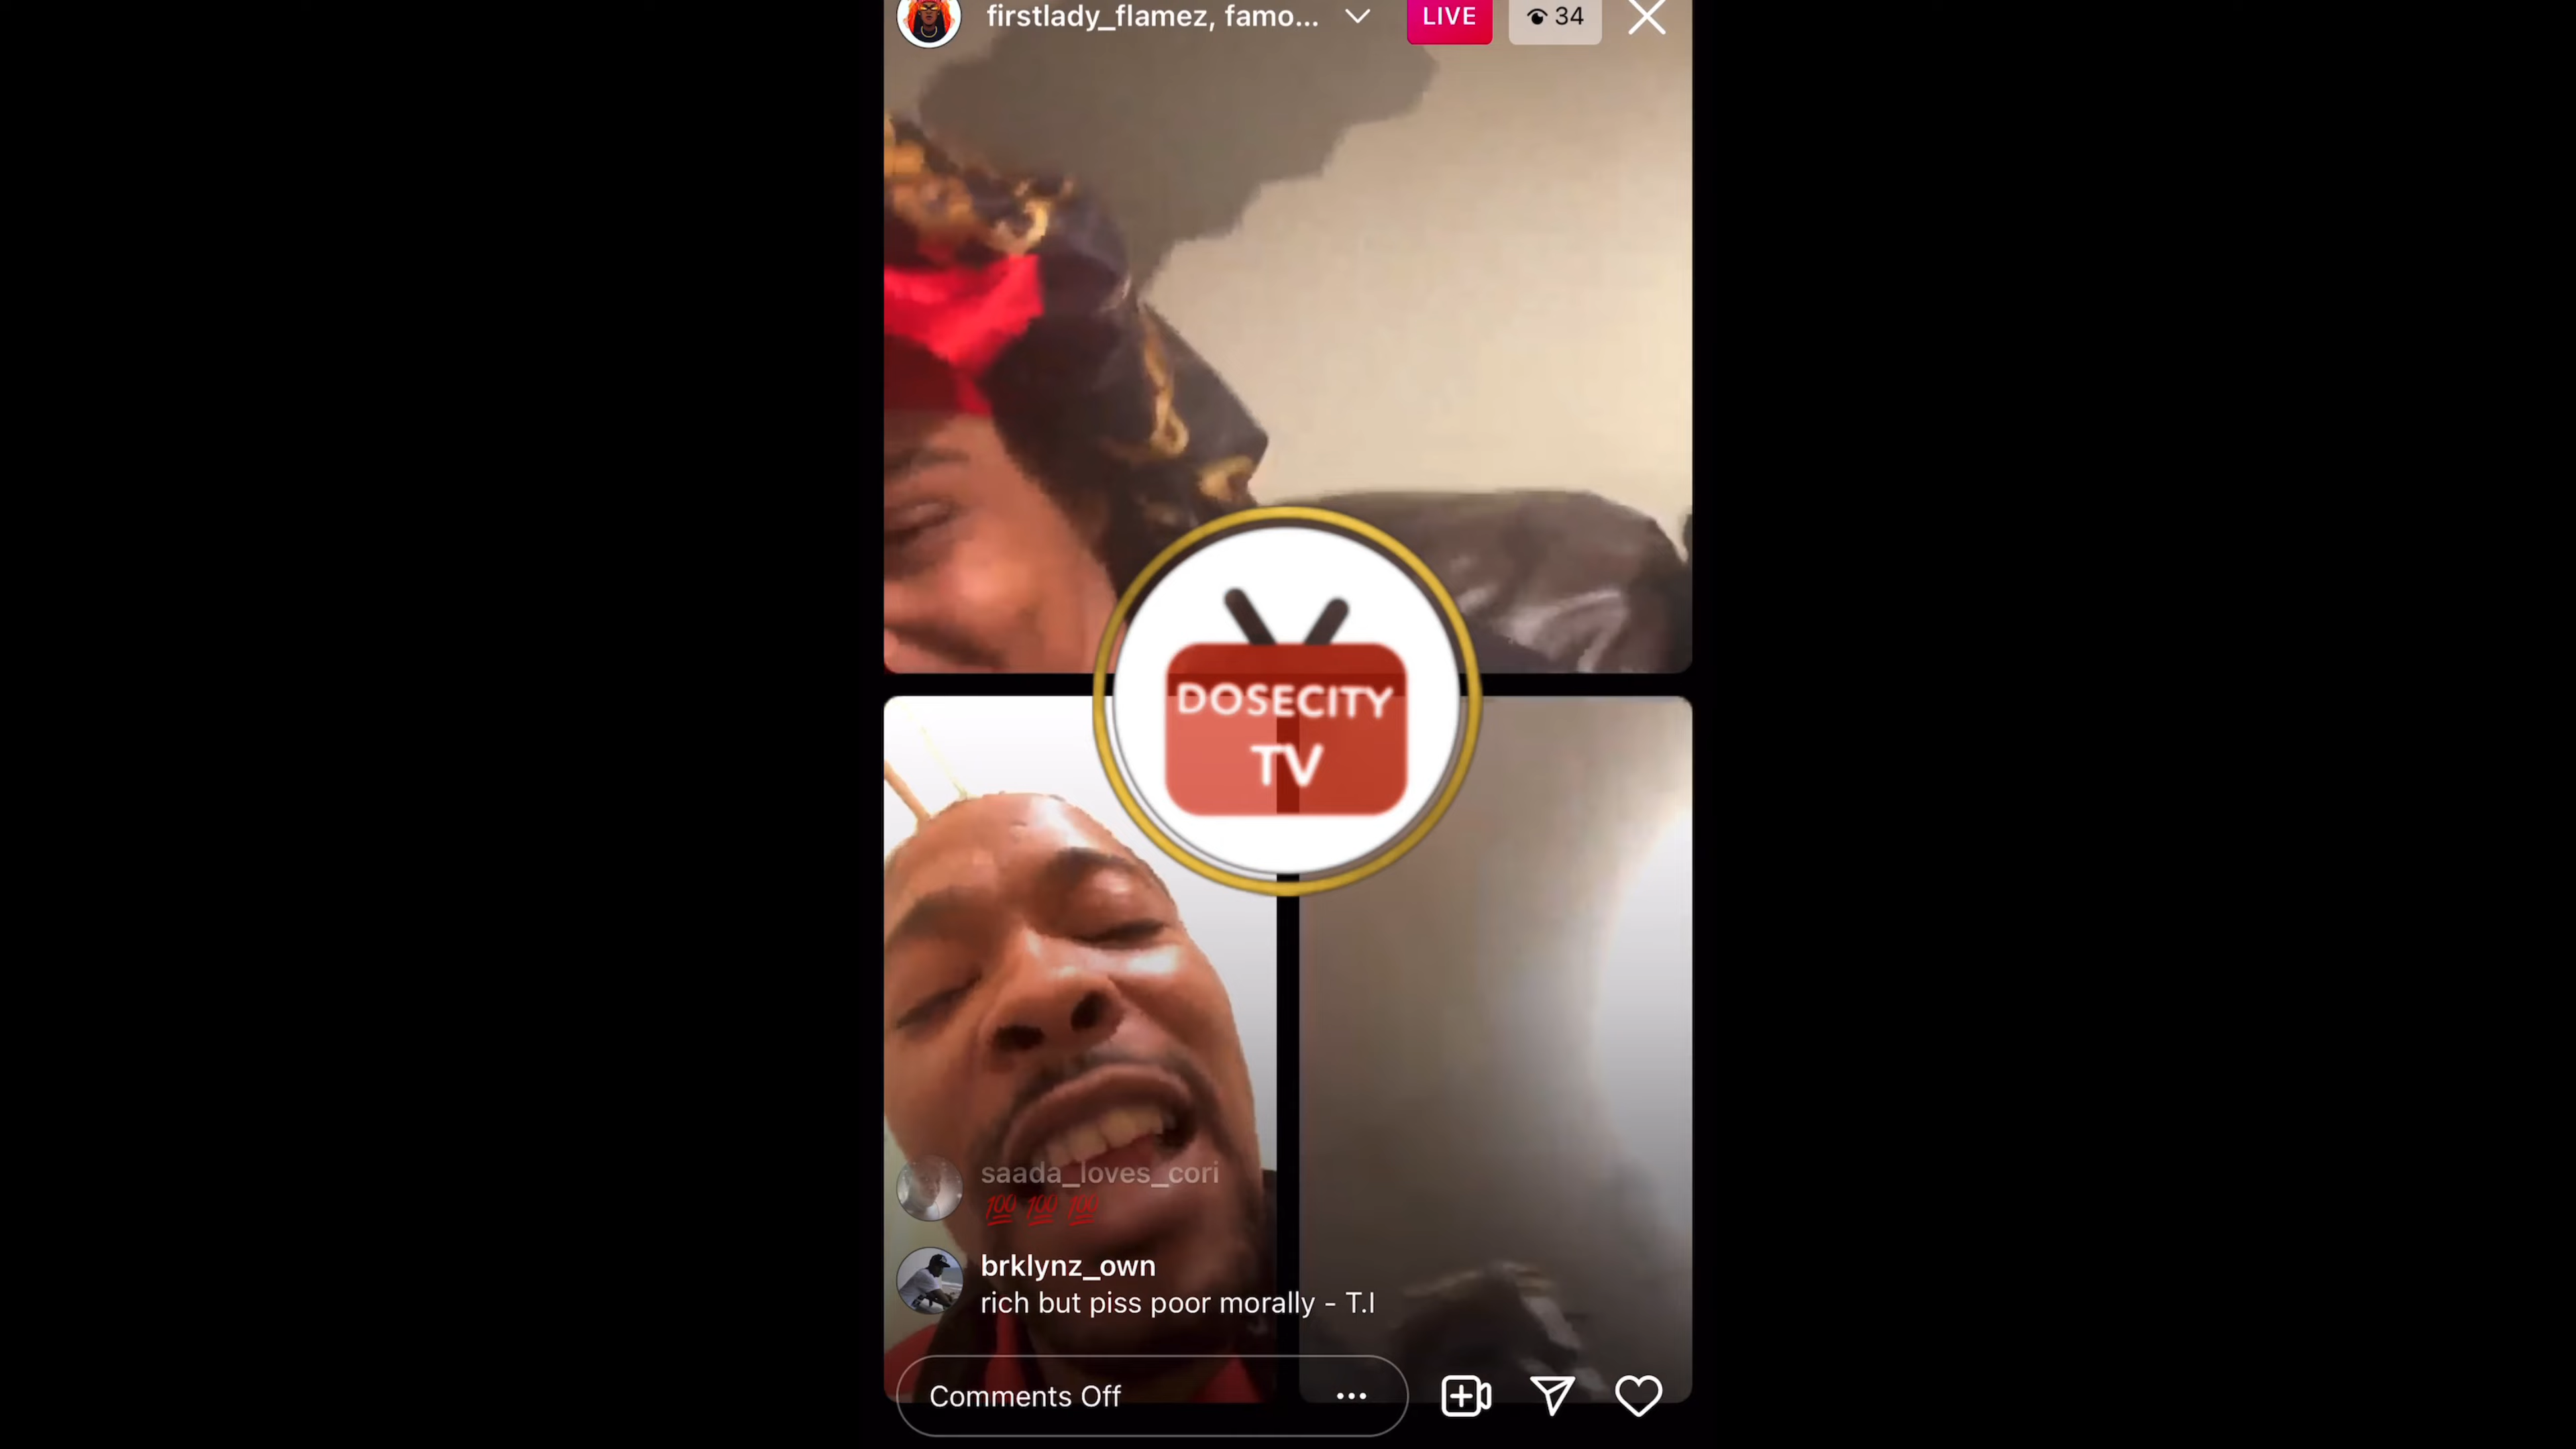 firstlady_flamez, famo...
LIVE
34
DOSECITY
TV
saada_loves_cori
💯 💯 💯
brklynz_own
rich but piss poor morally - T.I
Comments Off